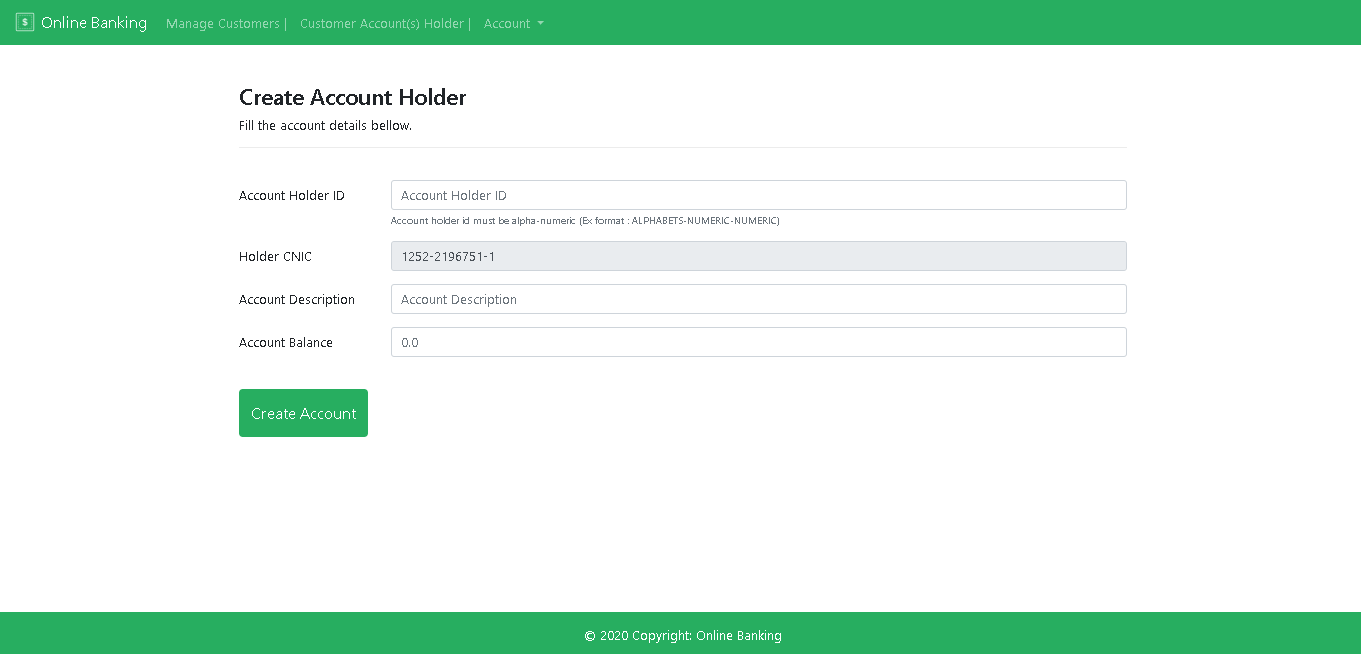 $ Online Banking Manage Customers | Customer Account(s) Holder | Account
Create Account Holder
Fill the account details bellow.
Account Holder ID Account Holder ID
Account holder id must be alpha-numeric (Ex format : ALPHABETS-NUMERIC-NUMERIC)
Holder CNIC 1252-2196751-1
Account Description Account Description
Account Balance 0.0
Create Account
© 2020 Copyright: Online Banking